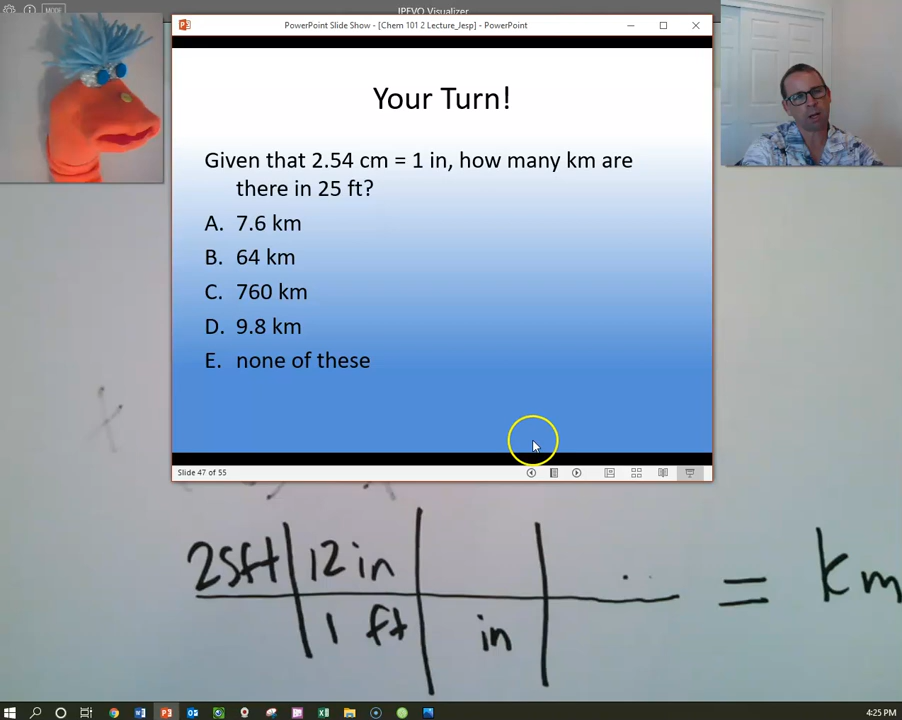 MODE
IPEVO Visualizer
PowerPoint Slide Show - [Chem 101 2 Lecture_Jesp] - PowerPoint
Your Turn!
Given that 2.54 cm = 1 in, how many km are
there in 25 ft?
A. 7.6 km
B. 64 km
C. 760 km
D. 9.8 km
E. none of these
Slide 47 of 55
25ft 12 in = km
1 ft in
4:25 PM